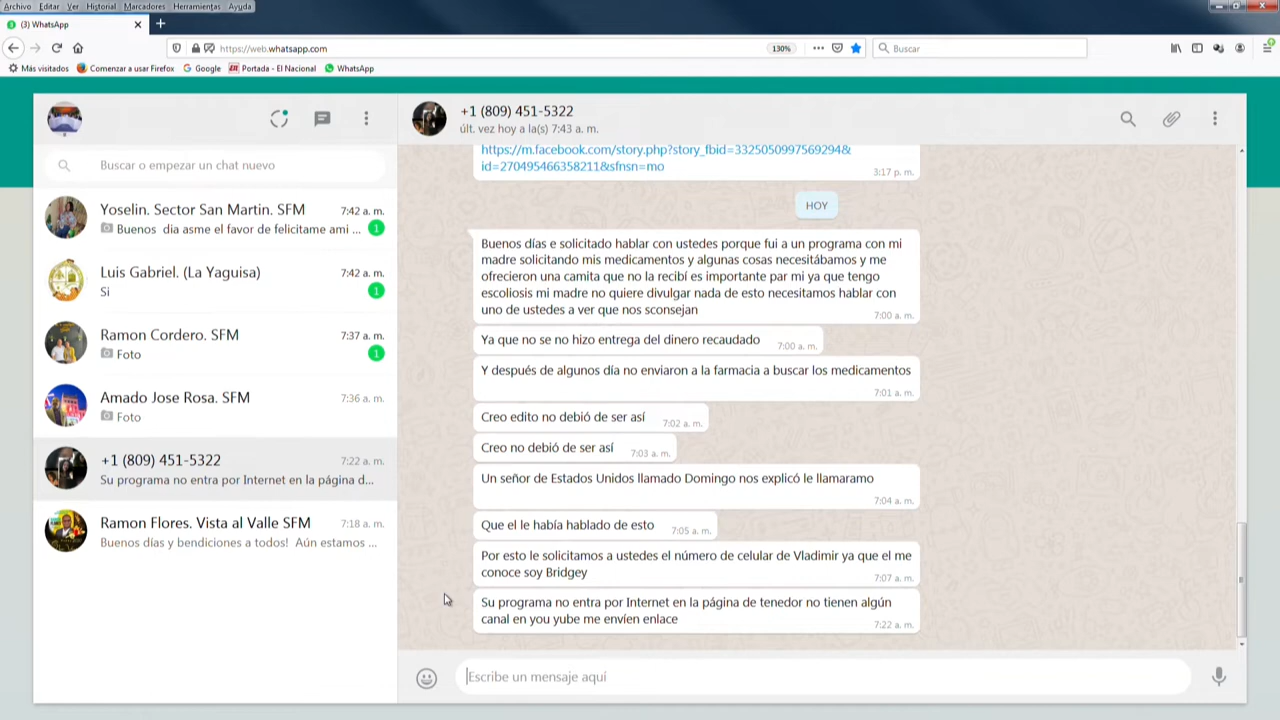 Archivo Editar Ver Historial Marcadores Herramientas Ayuda
(3) WhatsApp
https://web.whatsapp.com
130%
Buscar
Más visitados Comenzar a usar Firefox Google Portada - El Nacional WhatsApp
+1 (809) 451-5322
últ. vez hoy a la(s) 7:43 a. m.
Buscar o empezar un chat nuevo
Yoselin. Sector San Martin. SFM 7:42 a. m.
Buenos dia asme el favor de felicitame ami ... 1
Luis Gabriel. (La Yaguisa) 7:42 a. m.
Si 1
Ramon Cordero. SFM 7:37 a. m.
Foto 1
Amado Jose Rosa. SFM 7:36 a. m.
Foto
+1 (809) 451-5322 7:22 a. m.
Su programa no entra por Internet en la página d...
Ramon Flores. Vista al Valle SFM 7:18 a. m.
Buenos días y bendiciones a todos! Aún estamos ...
https://m.facebook.com/story.php?story_fbid=3325050997569294&
id=270495466358211&sfnsn=mo
3:17 p. m.
HOY
Buenos días e solicitado hablar con ustedes porque fui a un programa con mi
madre solicitando mis medicamentos y algunas cosas necesitábamos y me
ofrecieron una camita que no la recibí es importante par mi ya que tengo
escoliosis mi madre no quiere divulgar nada de esto necesitamos hablar con
uno de ustedes a ver que nos sconsejan
7:00 a. m.
Ya que no se no hizo entrega del dinero recaudado 7:00 a. m.
Y después de algunos día no enviaron a la farmacia a buscar los medicamentos
7:01 a. m.
Creo edito no debió de ser así 7:02 a. m.
Creo no debió de ser así 7:03 a. m.
Un señor de Estados Unidos llamado Domingo nos explicó le llamaramo
7:04 a. m.
Que el le había hablado de esto 7:05 a. m.
Por esto le solicitamos a ustedes el número de celular de Vladimir ya que el me
conoce soy Bridgey
7:07 a. m.
Su programa no entra por Internet en la página de tenedor no tienen algún
canal en you yube me envíen enlace
7:22 a. m.
Escribe un mensaje aquí